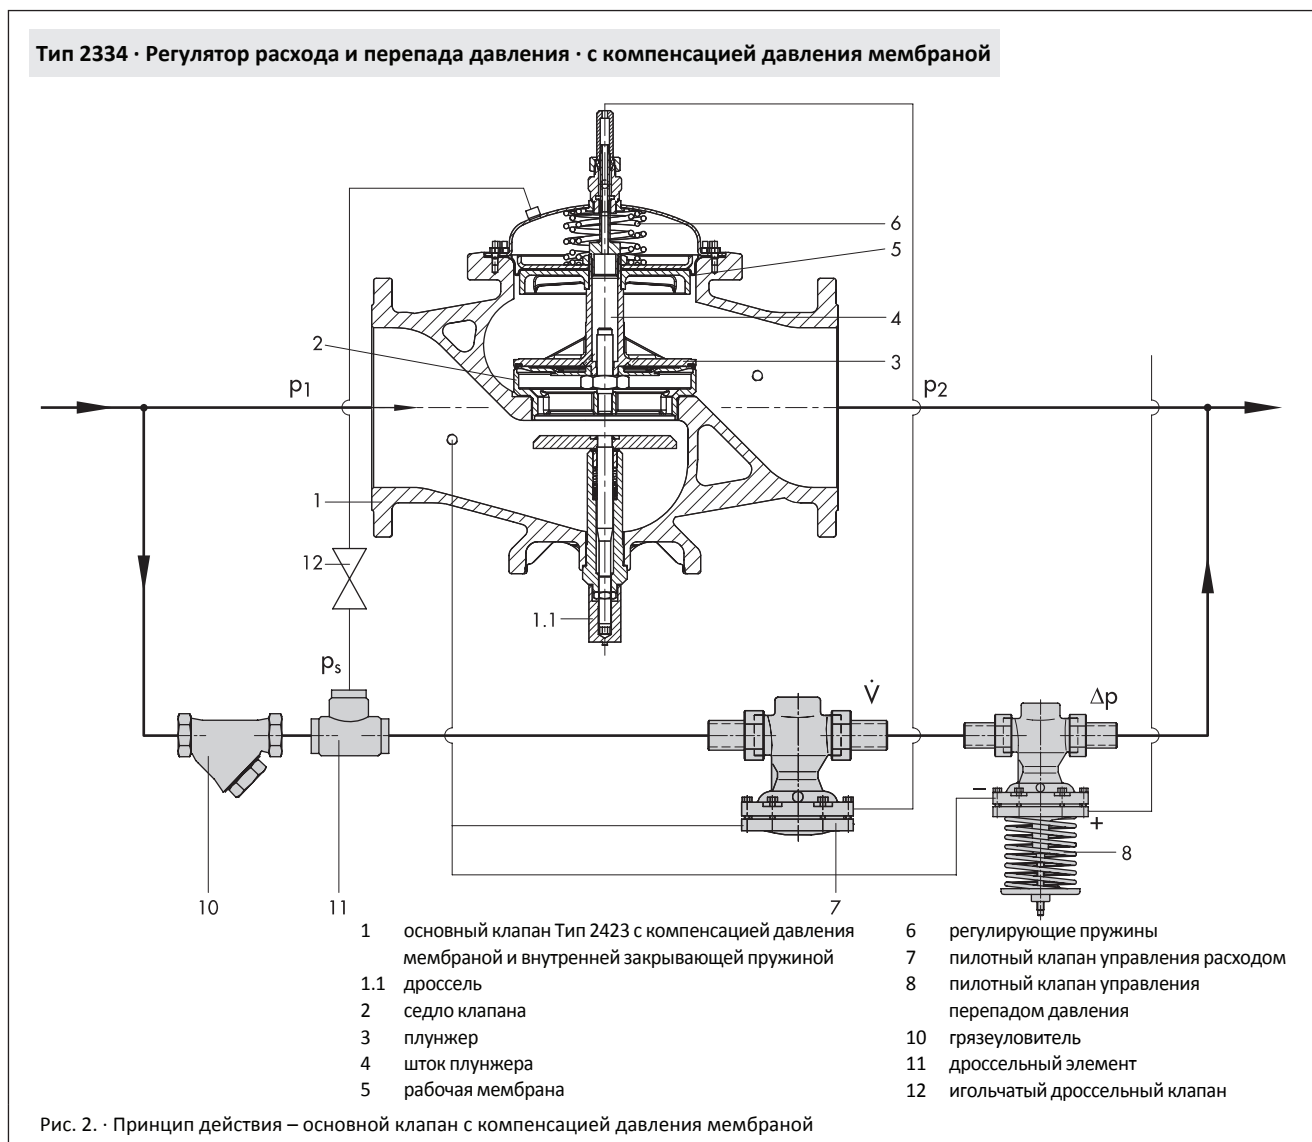 Тип 2334 · Регулятор расхода и перепада давления · с компенсацией давления мембраной
6
5
4
2
3
p1
p2
1
12
1.1
ps
V̇
Δp
–
+
8
10
11
7
1 основный клапан Тип 2423 с компенсацией давления
мембраной и внутренней закрывающей пружиной
1.1 дроссель
2 седло клапана
3 плунжер
4 шток плунжера
5 рабочая мембрана
6 регулирующие пружины
7 пилотный клапан управления расходом
8 пилотный клапан управления
перепадом давления
10 грязеуловитель
11 дроссельный элемент
12 игольчатый дроссельный клапан
Рис. 2. · Принцип действия – основной клапан с компенсацией давления мембраной